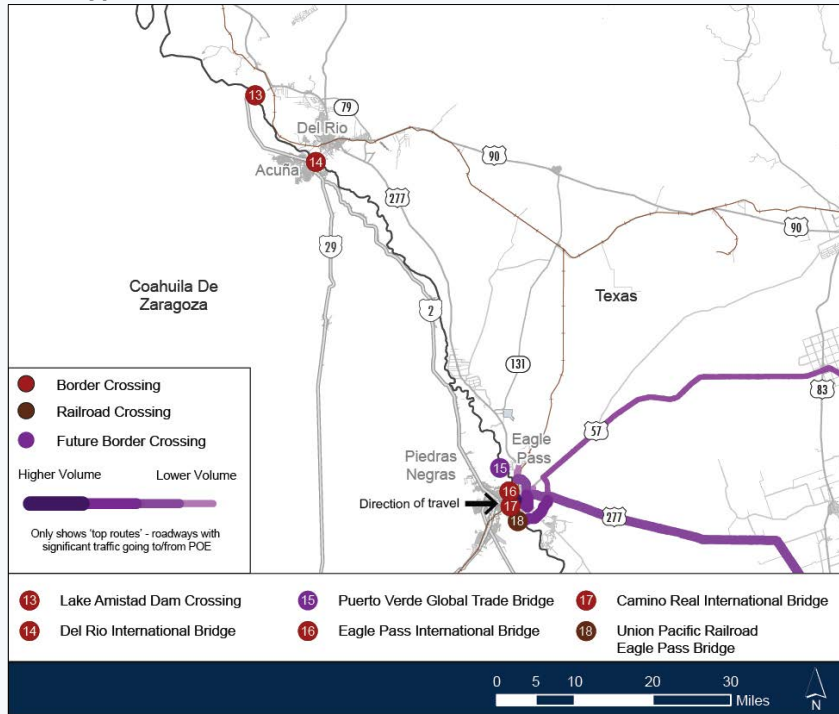 13
79
Del Rio
14
Acuña
90
277
90
29
Coahuila De
Zaragoza
Texas
2
131
83
57
Border Crossing
Railroad Crossing
Future Border Crossing
Higher Volume
Lower Volume
Only shows 'top routes' - roadways with
significant traffic going to/from POE
Piedras
Negras
Eagle
Pass
15
16
Direction of travel
17
18
277
13 Lake Amistad Dam Crossing
14 Del Rio International Bridge
15 Puerto Verde Global Trade Bridge
16 Eagle Pass International Bridge
17 Camino Real International Bridge
18 Union Pacific Railroad
Eagle Pass Bridge
0 5 10 20 30
Miles
N